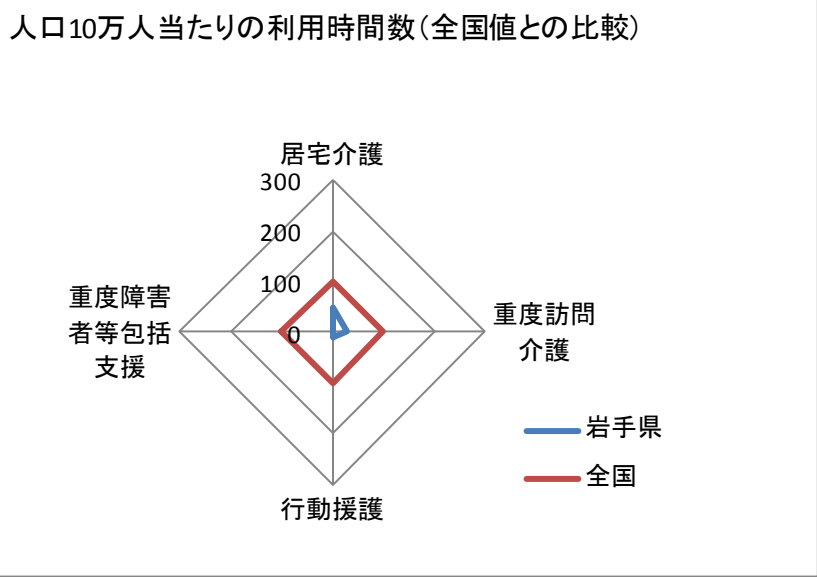 人口10万人当たりの利用時間数（全国値との比較）
居宅介護
300
200
100
0
重度障害
者等包括
支援
重度訪問
介護
行動援護
岩手県
全国